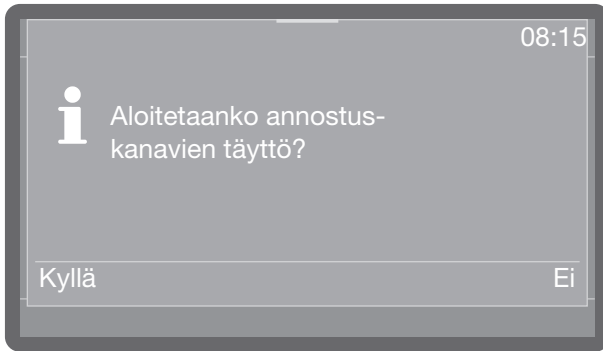 08:15
Aloitetaanko annostus-
kanavien täyttö?
Kyllä Ei